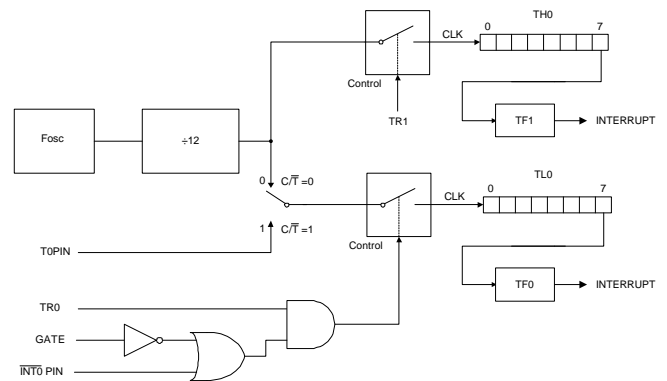 TH0
0 7
CLK
Control
TR1
TF1 INTERRUPT
Fosc
÷12
0 C/T̅ =0
1 C/T̅ =1
T0PIN
TL0
0 7
CLK
Control
TF0 INTERRUPT
TR0
GATE
I̅N̅T̅0̅ PIN